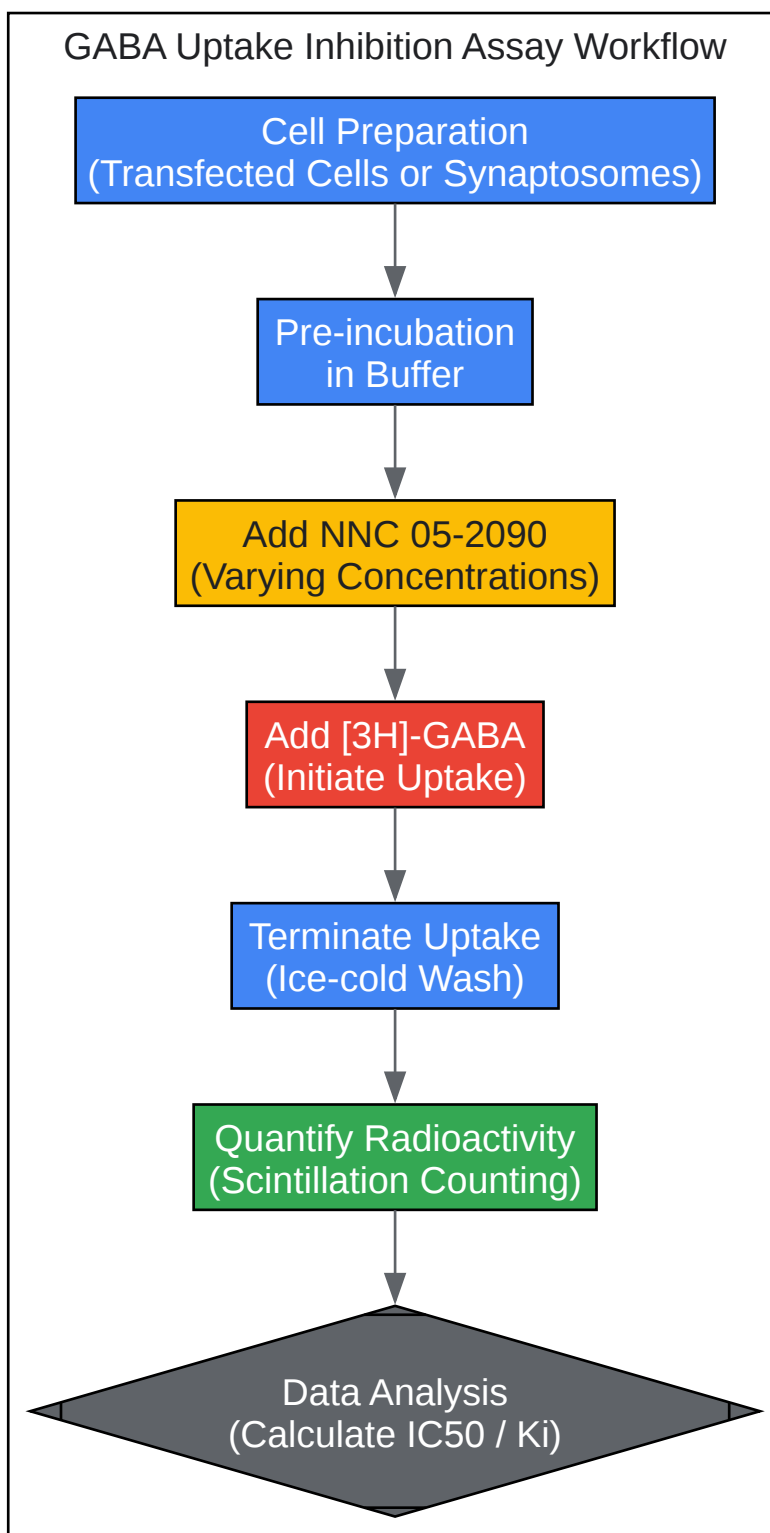 GABA Uptake Inhibition Assay Workflow
Cell Preparation
(Transfected Cells or Synaptosomes)
Pre-incubation
in Buffer
Add NNC 05-2090
(Varying Concentrations)
Add [3H]-GABA
(Initiate Uptake)
Terminate Uptake
(Ice-cold Wash)
Quantify Radioactivity
(Scintillation Counting)
Data Analysis
(Calculate IC50 / Ki)